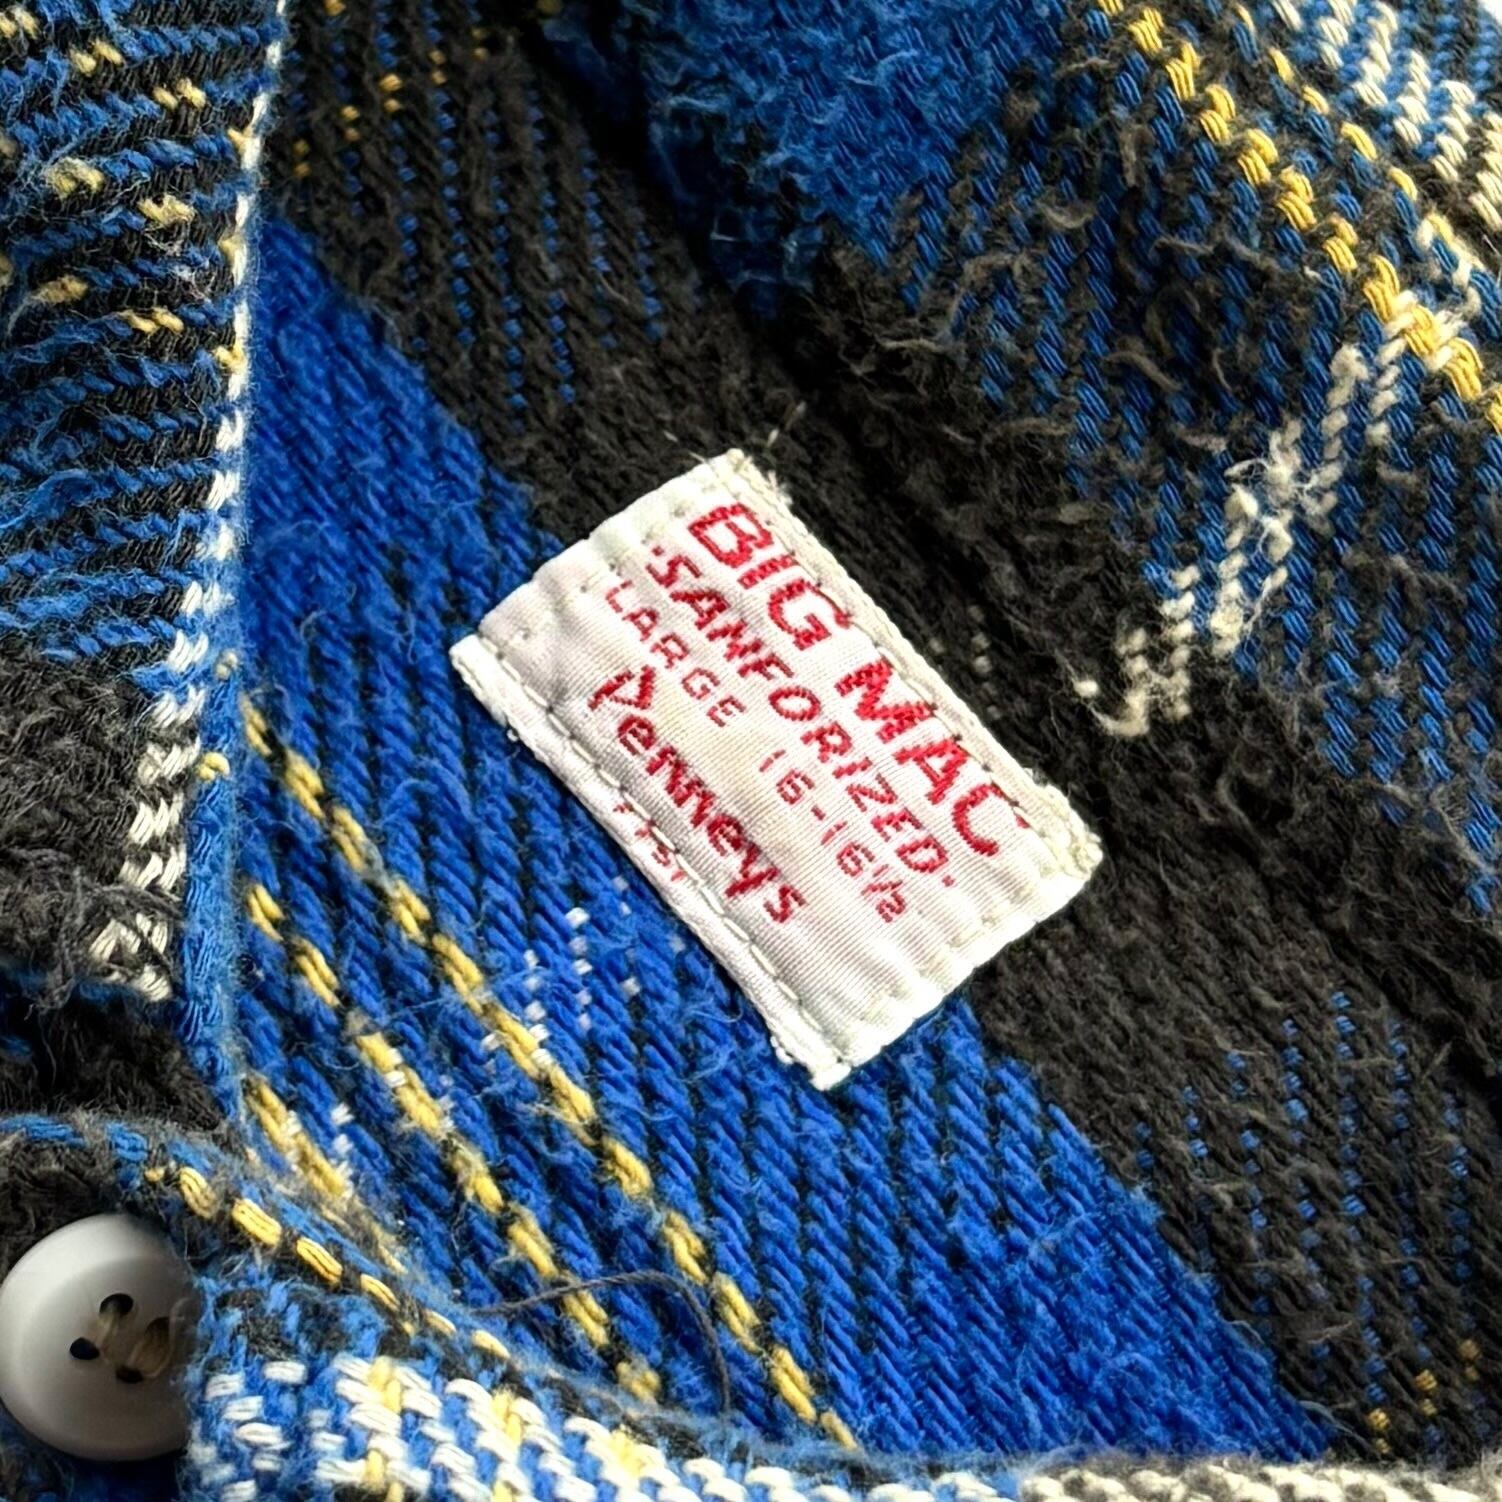 BIG MAC
"SANFORIZED"
LARGE 16-16½
Penneys